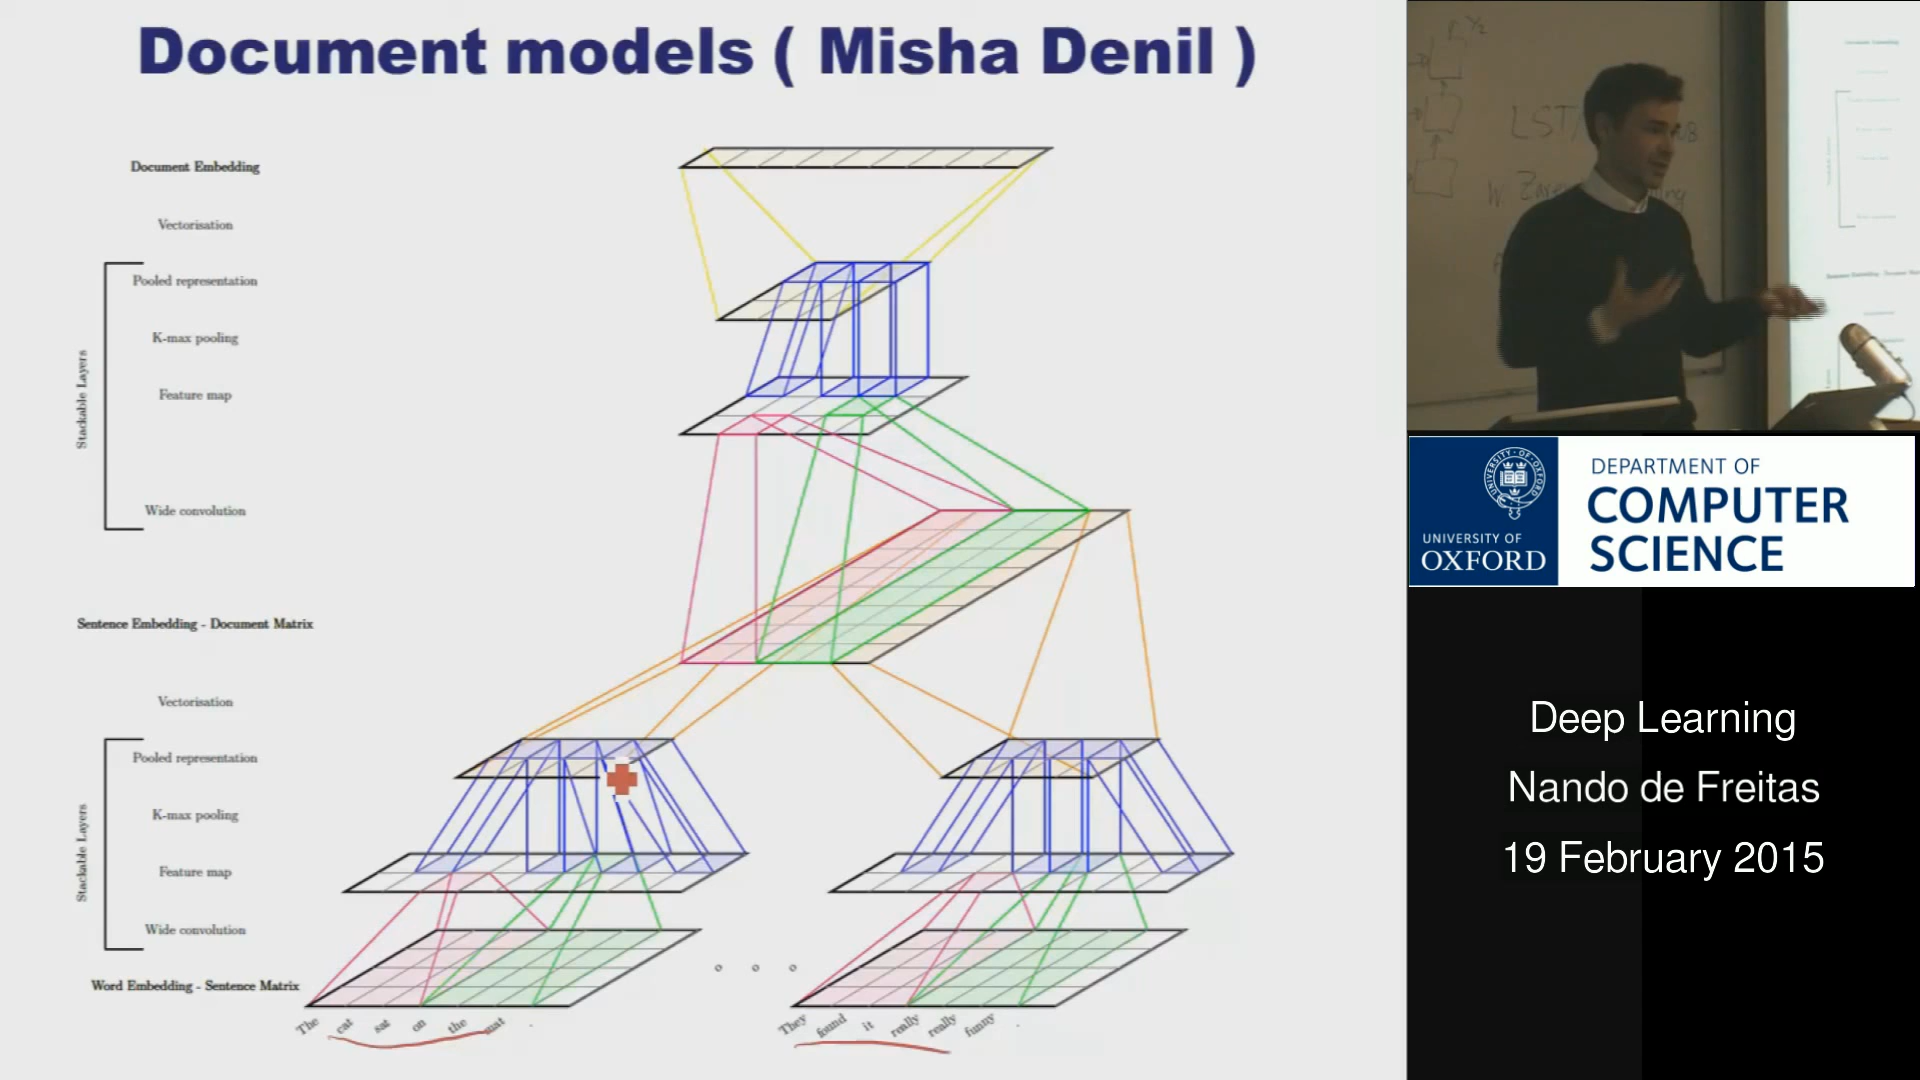 Document models ( Misha Denil )
Document Embedding
Vectorisation
Pooled representation
K-max pooling
Feature map
Stackable Layers
Wide convolution
Sentence Embedding - Document Matrix
Vectorisation
Pooled representation
K-max pooling
Feature map
Stackable Layers
Wide convolution
Word Embedding - Sentence Matrix
The cat sat on the mat .
They found it really really funny .
LST
UNIVERSITY OF
OXFORD
DEPARTMENT OF
COMPUTER
SCIENCE
Deep Learning
Nando de Freitas
19 February 2015